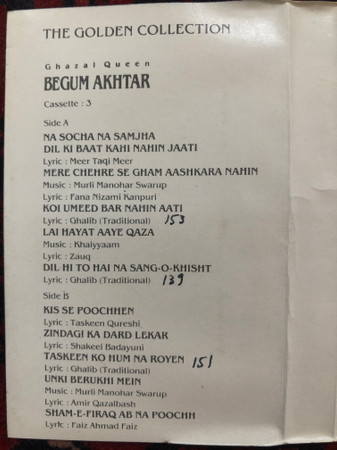 THE GOLDEN COLLECTION
Ghazal Queen
BEGUM AKHTAR
Cassette : 3
Side A
NA SOCHA NA SAMJHA
DIL KI BAAT KAHI NAHIN JAATI
Lyric : Meer Taqi Meer
MERE CHEHRE SE GHAM AASHKARA NAHIN
Music : Murli Manohar Swarup
Lyric : Fana Nizami Kanpuri
KOI UMEED BAR NAHIN AATI
Lyric : Ghalib (Traditional) 153
LAI HAYAT AAYE QAZA
Music : Khaiyyaam
Lyric : Zauq
DIL HI TO HAI NA SANG-O-KHISHT
Lyric : Ghalib (Traditional) 139
Side B
KIS SE POOCHHEN
Lyric : Taskeen Qureshi
ZINDAGI KA DARD LEKAR
Lyric : Shakeel Badayuni
TASKEEN KO HUM NA ROYEN 151
Lyric : Ghalib (Traditional)
UNKI BERUKHI MEIN
Music : Murli Manohar Swarup
Lyric : Amir Qazalbash
SHAM-E-FIRAQ AB NA POOCHH
Lyric : Faiz Ahmad Faiz